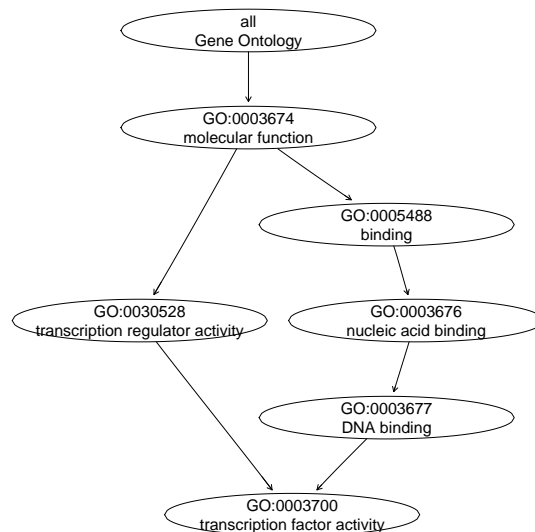 all
Gene Ontology
GO:0003674
molecular function
GO:0005488
binding
GO:0030528
transcription regulator activity
GO:0003676
nucleic acid binding
GO:0003677
DNA binding
GO:0003700
transcription factor activity